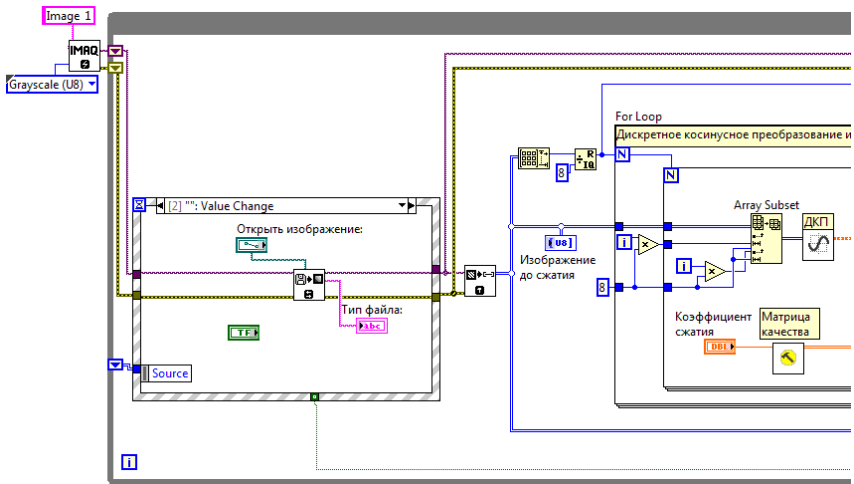 Image 1
IMAQ
Grayscale (U8)
For Loop
Дискретное косинусное преобразование и
R
IQ
8
N
N
[2] "": Value Change
Открыть изображение:
Array Subset
ДКП
[U8]
i
Изображение
до сжатия
i
8
Тип файла:
abc
TF
Коэффициент
сжатия
Матрица
качества
DBL
Source
i